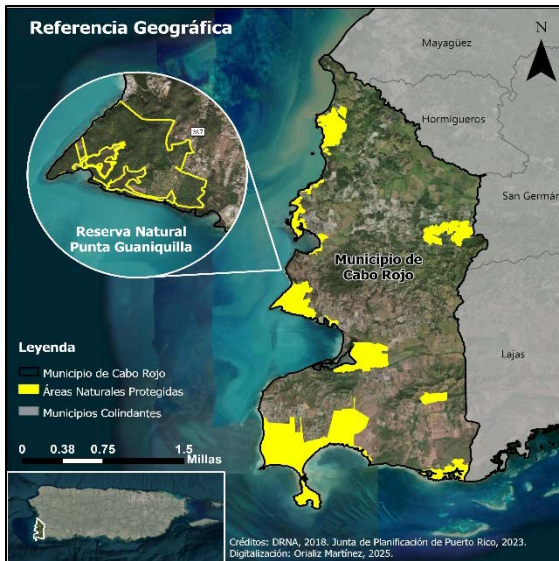 Referencia Geográfica
N
Mayagüez
Hormigueros
San Germán
307
Reserva Natural
Punta Guaniquilla
Municipio de
Cabo Rojo
Lajas
Leyenda
Municipio de Cabo Rojo
Áreas Naturales Protegidas
Municipios Colindantes
0 0.38 0.75 1.5
Millas
Créditos: DRNA, 2018. Junta de Planificación de Puerto Rico, 2023.
Digitalización: Orializ Martínez, 2025.